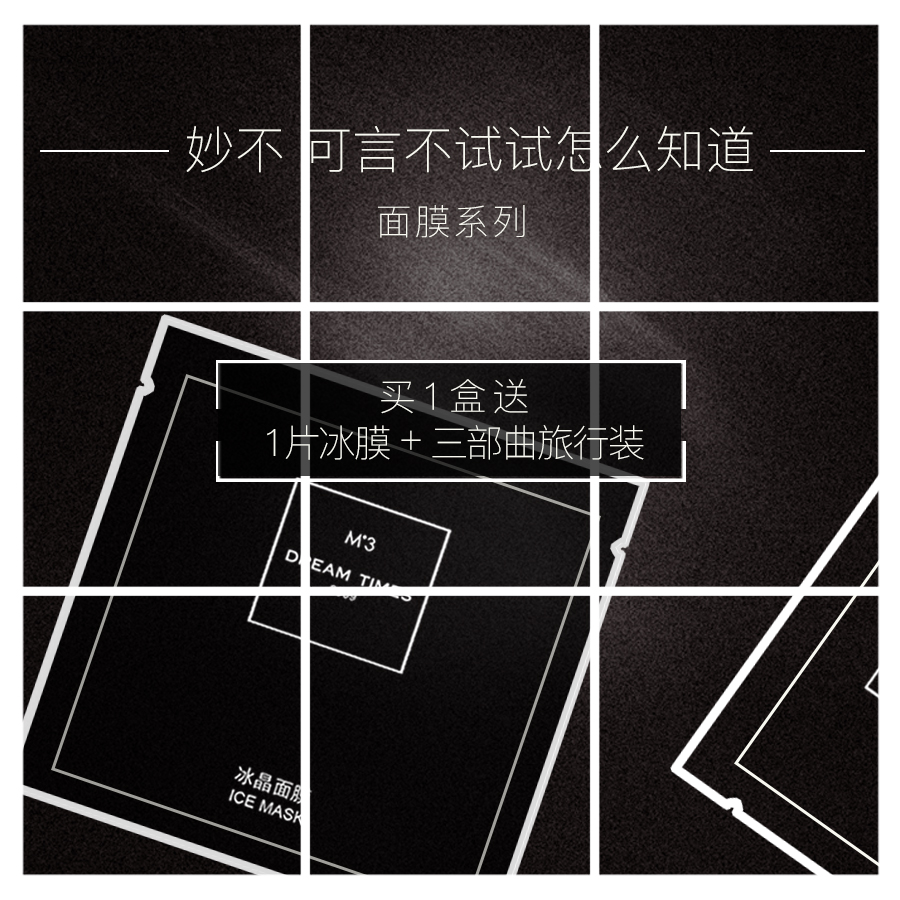 妙不可言不试试怎么知道
面膜系列
买1盒送
1片冰膜 + 三部曲旅行装
M3
DREAM TIMES
冰晶面膜
ICE MASK